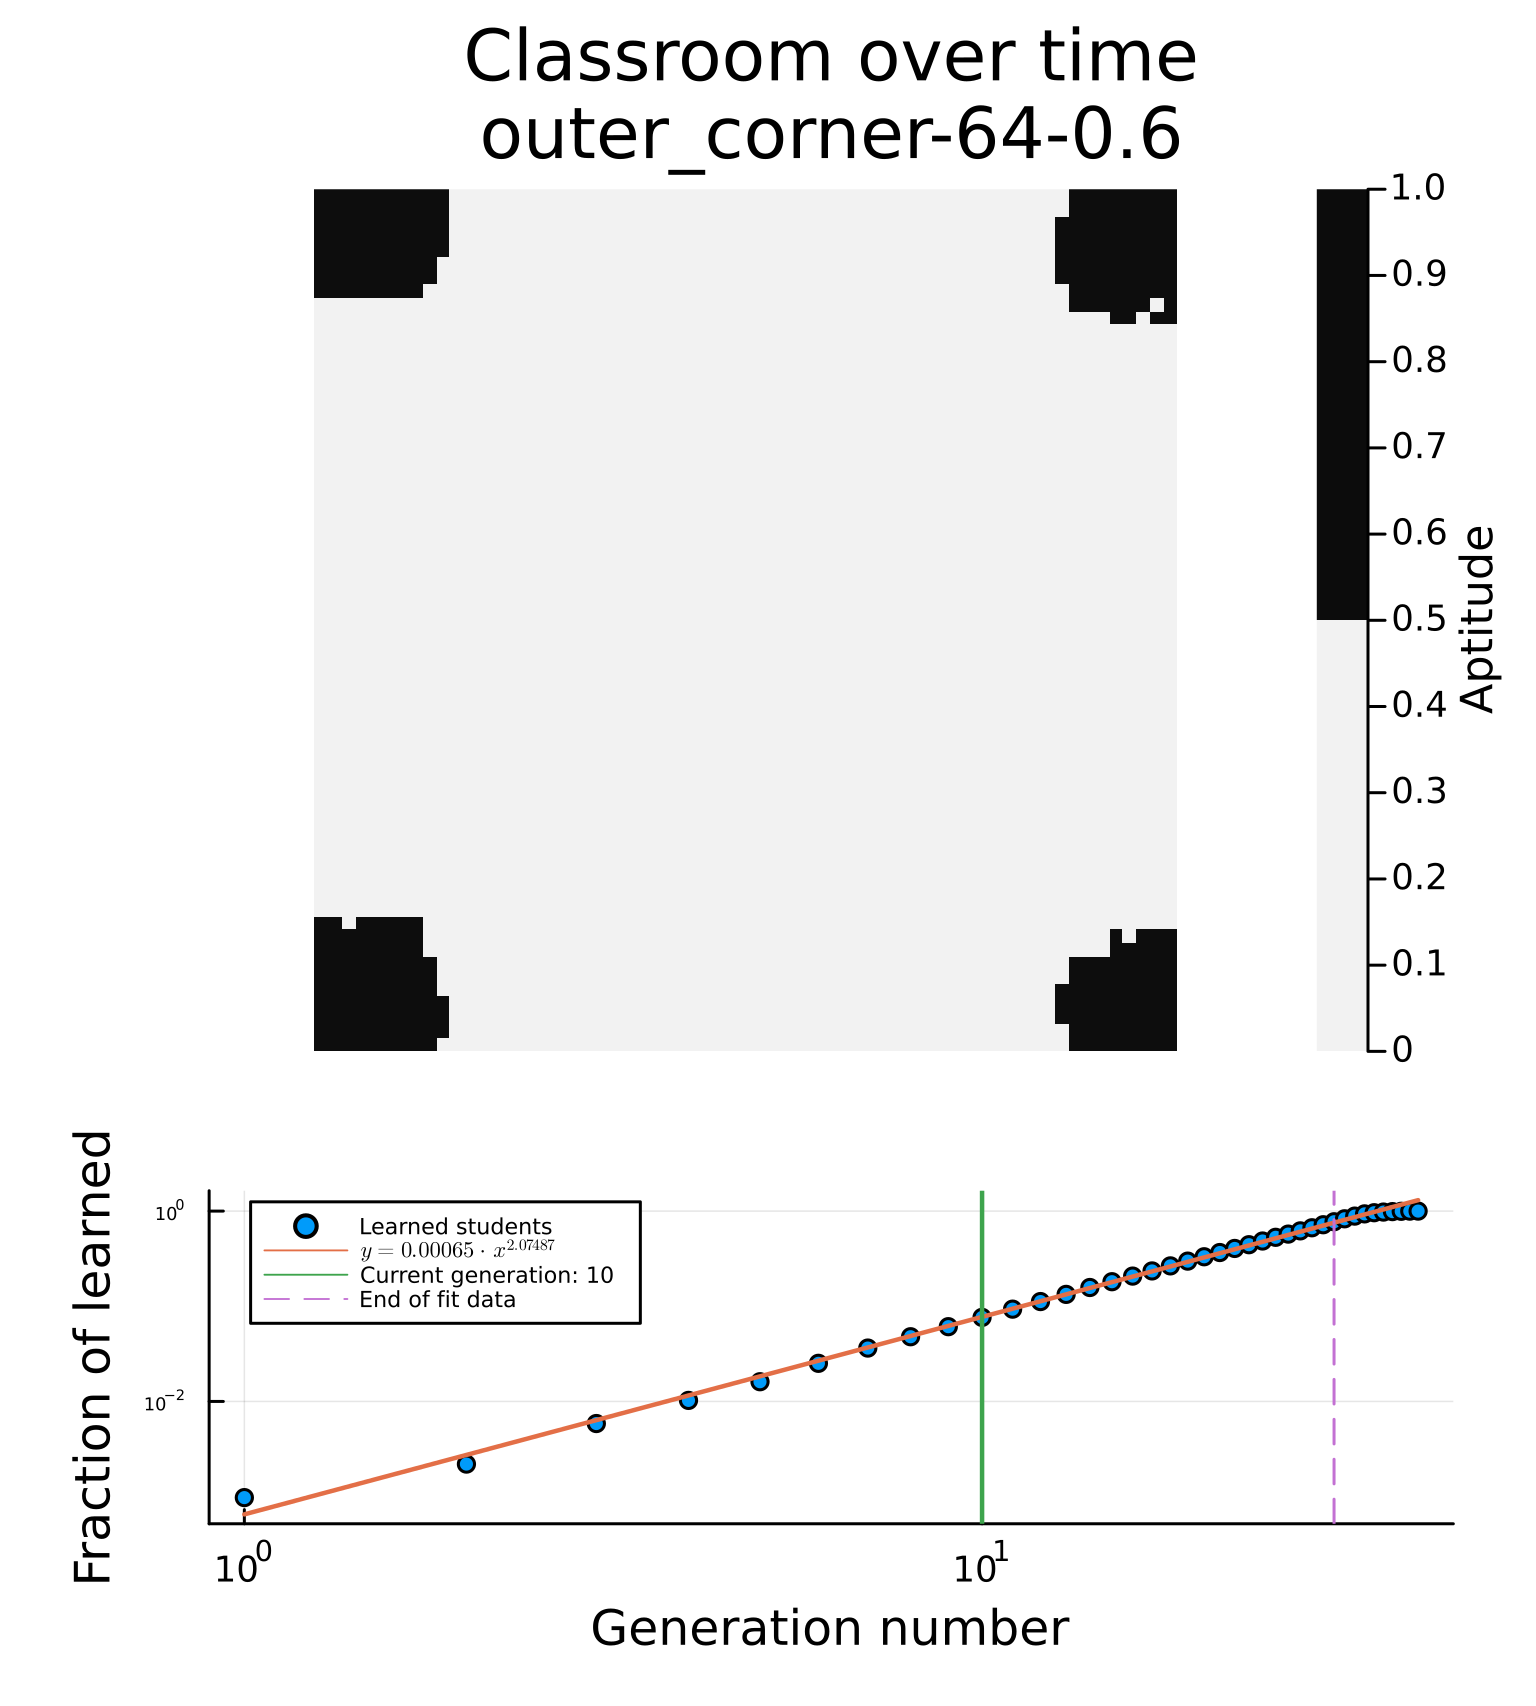 Classroom over time
outer_corner-64-0.6
1.0
0.9
0.8
0.7
0.6
0.5
0.4
0.3
0.2
0.1
0
Aptitude
Fraction of learned
10^0
10^-2
Learned students
y = 0.00065 · x^2.07487
Current generation: 10
End of fit data
10^0
10^1
Generation number